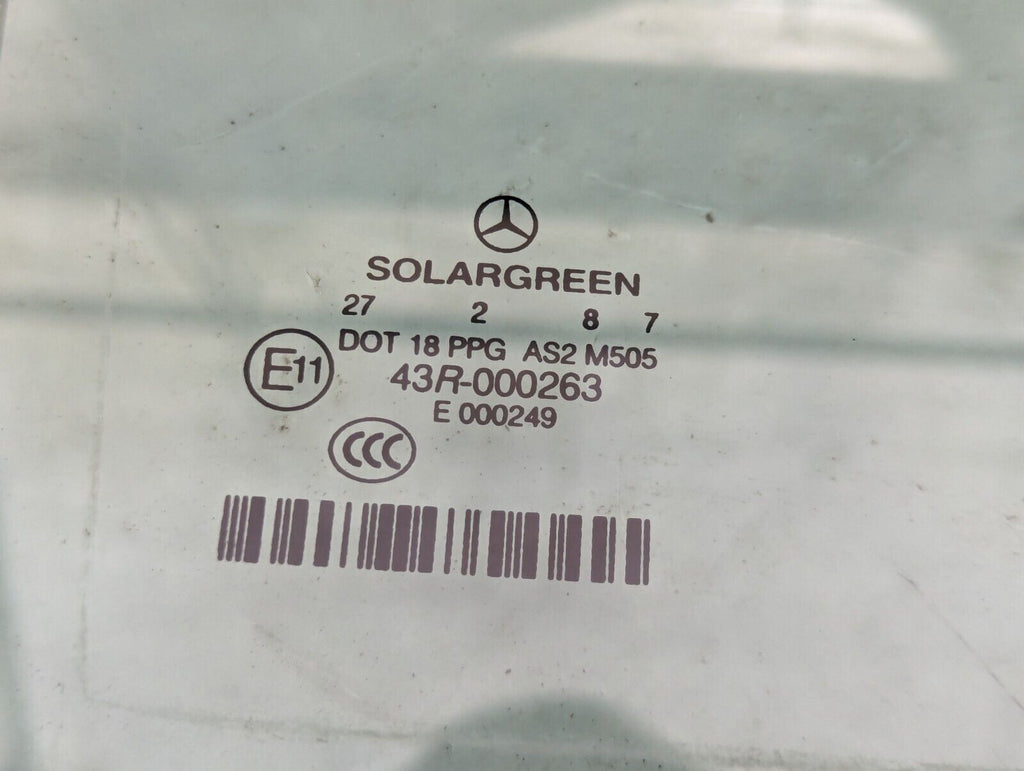 SOLARGREEN
27 2 8 7
DOT 18 PPG AS2 M505
E11
43R-000263
E 000249
CCC